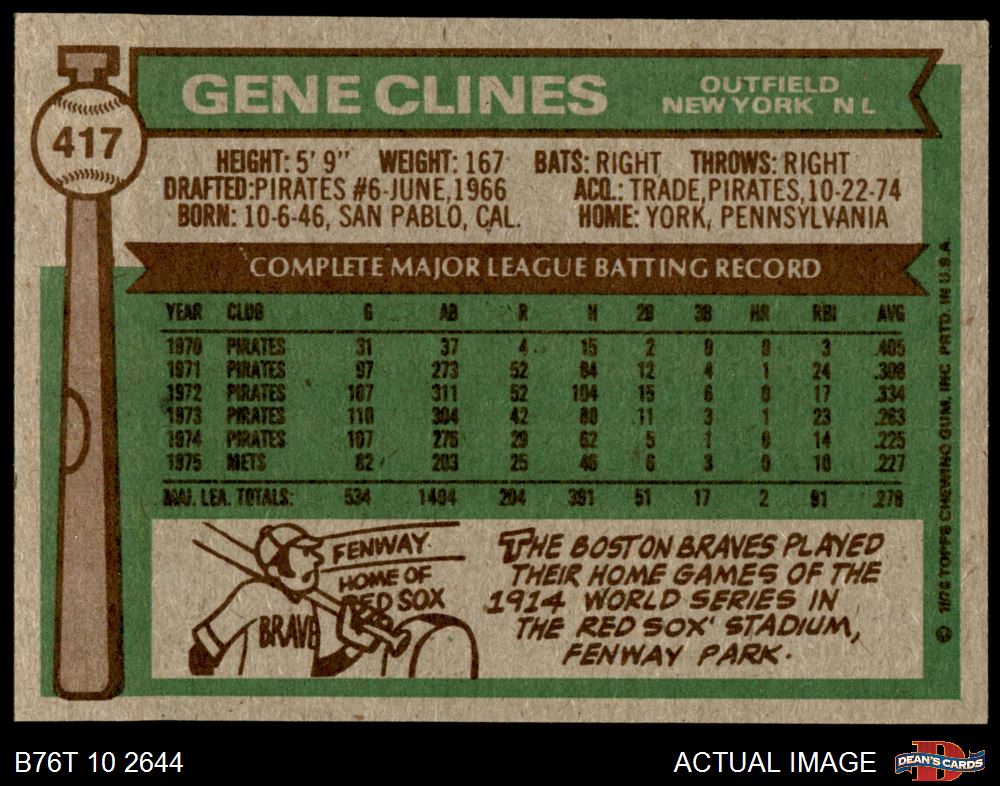 GENE CLINES
OUTFIELD
NEW YORK N L
417
HEIGHT: 5' 9" WEIGHT: 167 BATS: RIGHT THROWS: RIGHT
DRAFTED: PIRATES #6-JUNE, 1966 ACQ.: TRADE, PIRATES, 10-22-74
BORN: 10-6-46, SAN PABLO, CAL. HOME: YORK, PENNSYLVANIA
COMPLETE MAJOR LEAGUE BATTING RECORD
YEAR CLUB G AB R H 2B 3B HR RBI AVG
1970 PIRATES 31 37 4 15 2 0 0 3 .405
1971 PIRATES 97 273 52 84 12 4 1 24 .308
1972 PIRATES 107 311 52 104 15 6 0 17 .334
1973 PIRATES 110 304 42 80 11 3 1 23 .263
1974 PIRATES 107 276 29 62 5 1 0 14 .225
1975 METS 82 203 25 46 6 3 0 10 .227
MAJ. LEA. TOTALS: 534 1404 204 391 51 17 2 91 .278
FENWAY
HOME OF
RED SOX
BRAVE
THE BOSTON BRAVES PLAYED
THEIR HOME GAMES OF THE
1914 WORLD SERIES IN
THE RED SOX' STADIUM,
FENWAY PARK.
© 1976 TOPPS CHEWING GUM, INC PRTD. IN U.S.A.
B76T 10 2644
ACTUAL IMAGE
D
DEAN'S CARDS